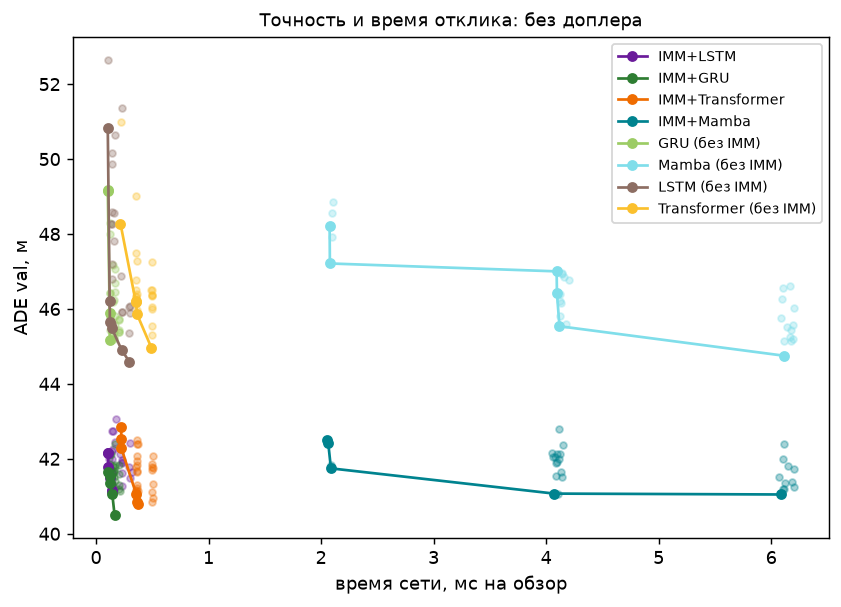 Точность и время отклика: без доплера
IMM+LSTM
IMM+GRU
IMM+Transformer
IMM+Mamba
GRU (без IMM)
Mamba (без IMM)
LSTM (без IMM)
Transformer (без IMM)
ADE val, м
52
50
48
46
44
42
40
0 1 2 3 4 5 6
время сети, мс на обзор